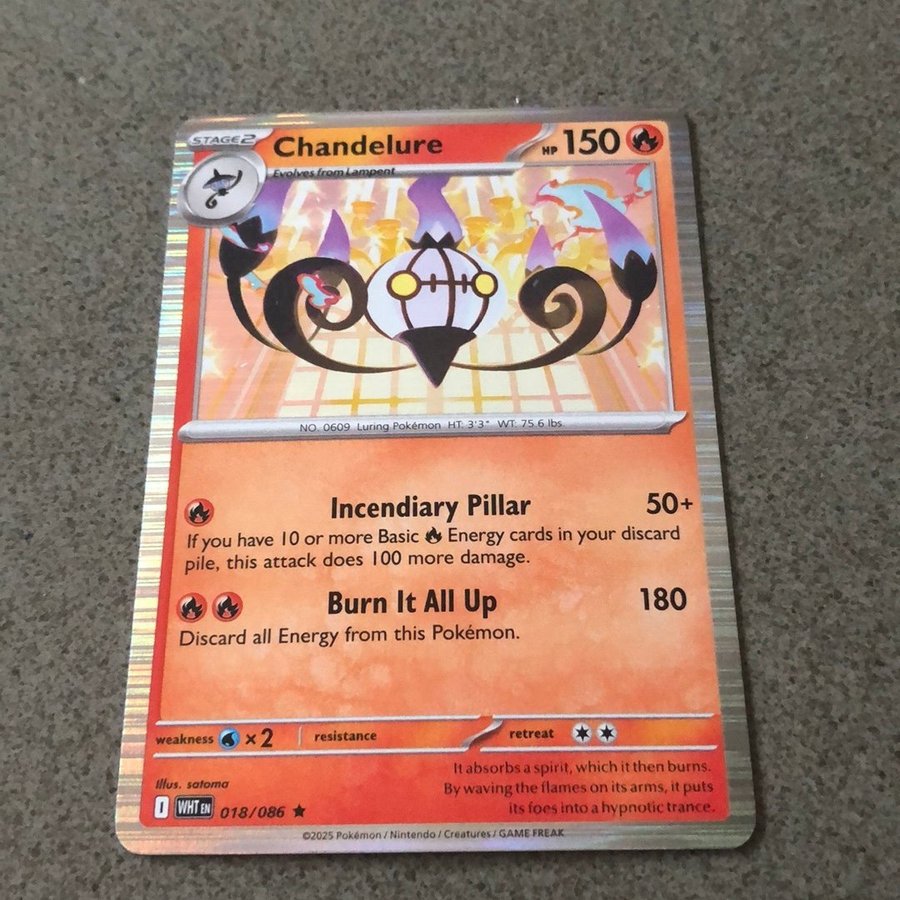 STAGE2 Chandelure HP 150
Evolves from Lampent
NO. 0609 Luring Pokémon HT: 3'3" WT: 75.6 lbs.
Incendiary Pillar 50+
If you have 10 or more Basic Energy cards in your discard
pile, this attack does 100 more damage.
Burn It All Up 180
Discard all Energy from this Pokémon.
weakness ×2 resistance retreat
It absorbs a spirit, which it then burns.
By waving the flames on its arms, it puts
its foes into a hypnotic trance.
Illus. satoma
I WHT EN 018/086 ★
©2025 Pokémon / Nintendo / Creatures / GAME FREAK